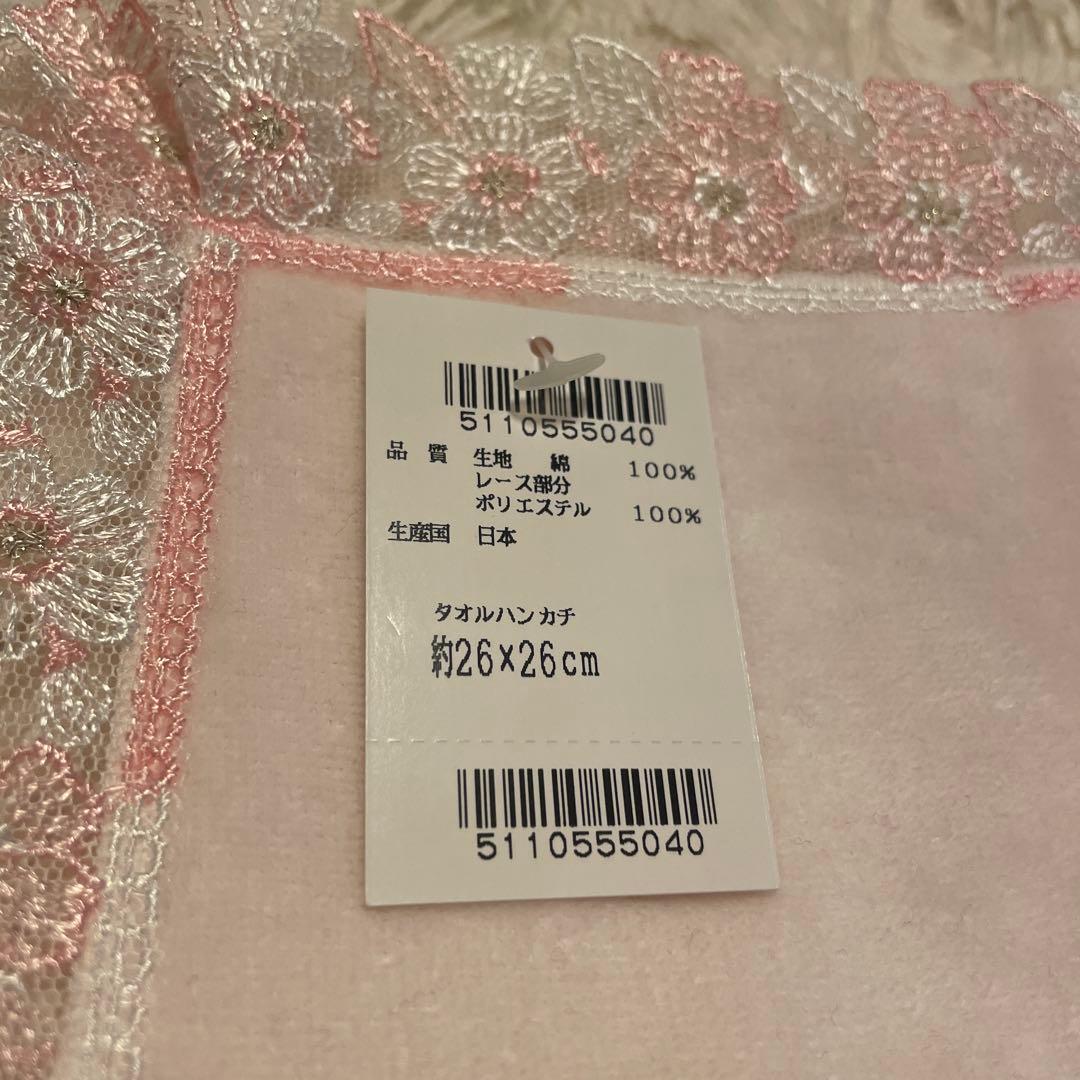 5110555040
品質 生地 綿 100%
レース部分
ポリエステル 100%
生産国 日本
タオルハンカチ
約26×26cm
5110555040